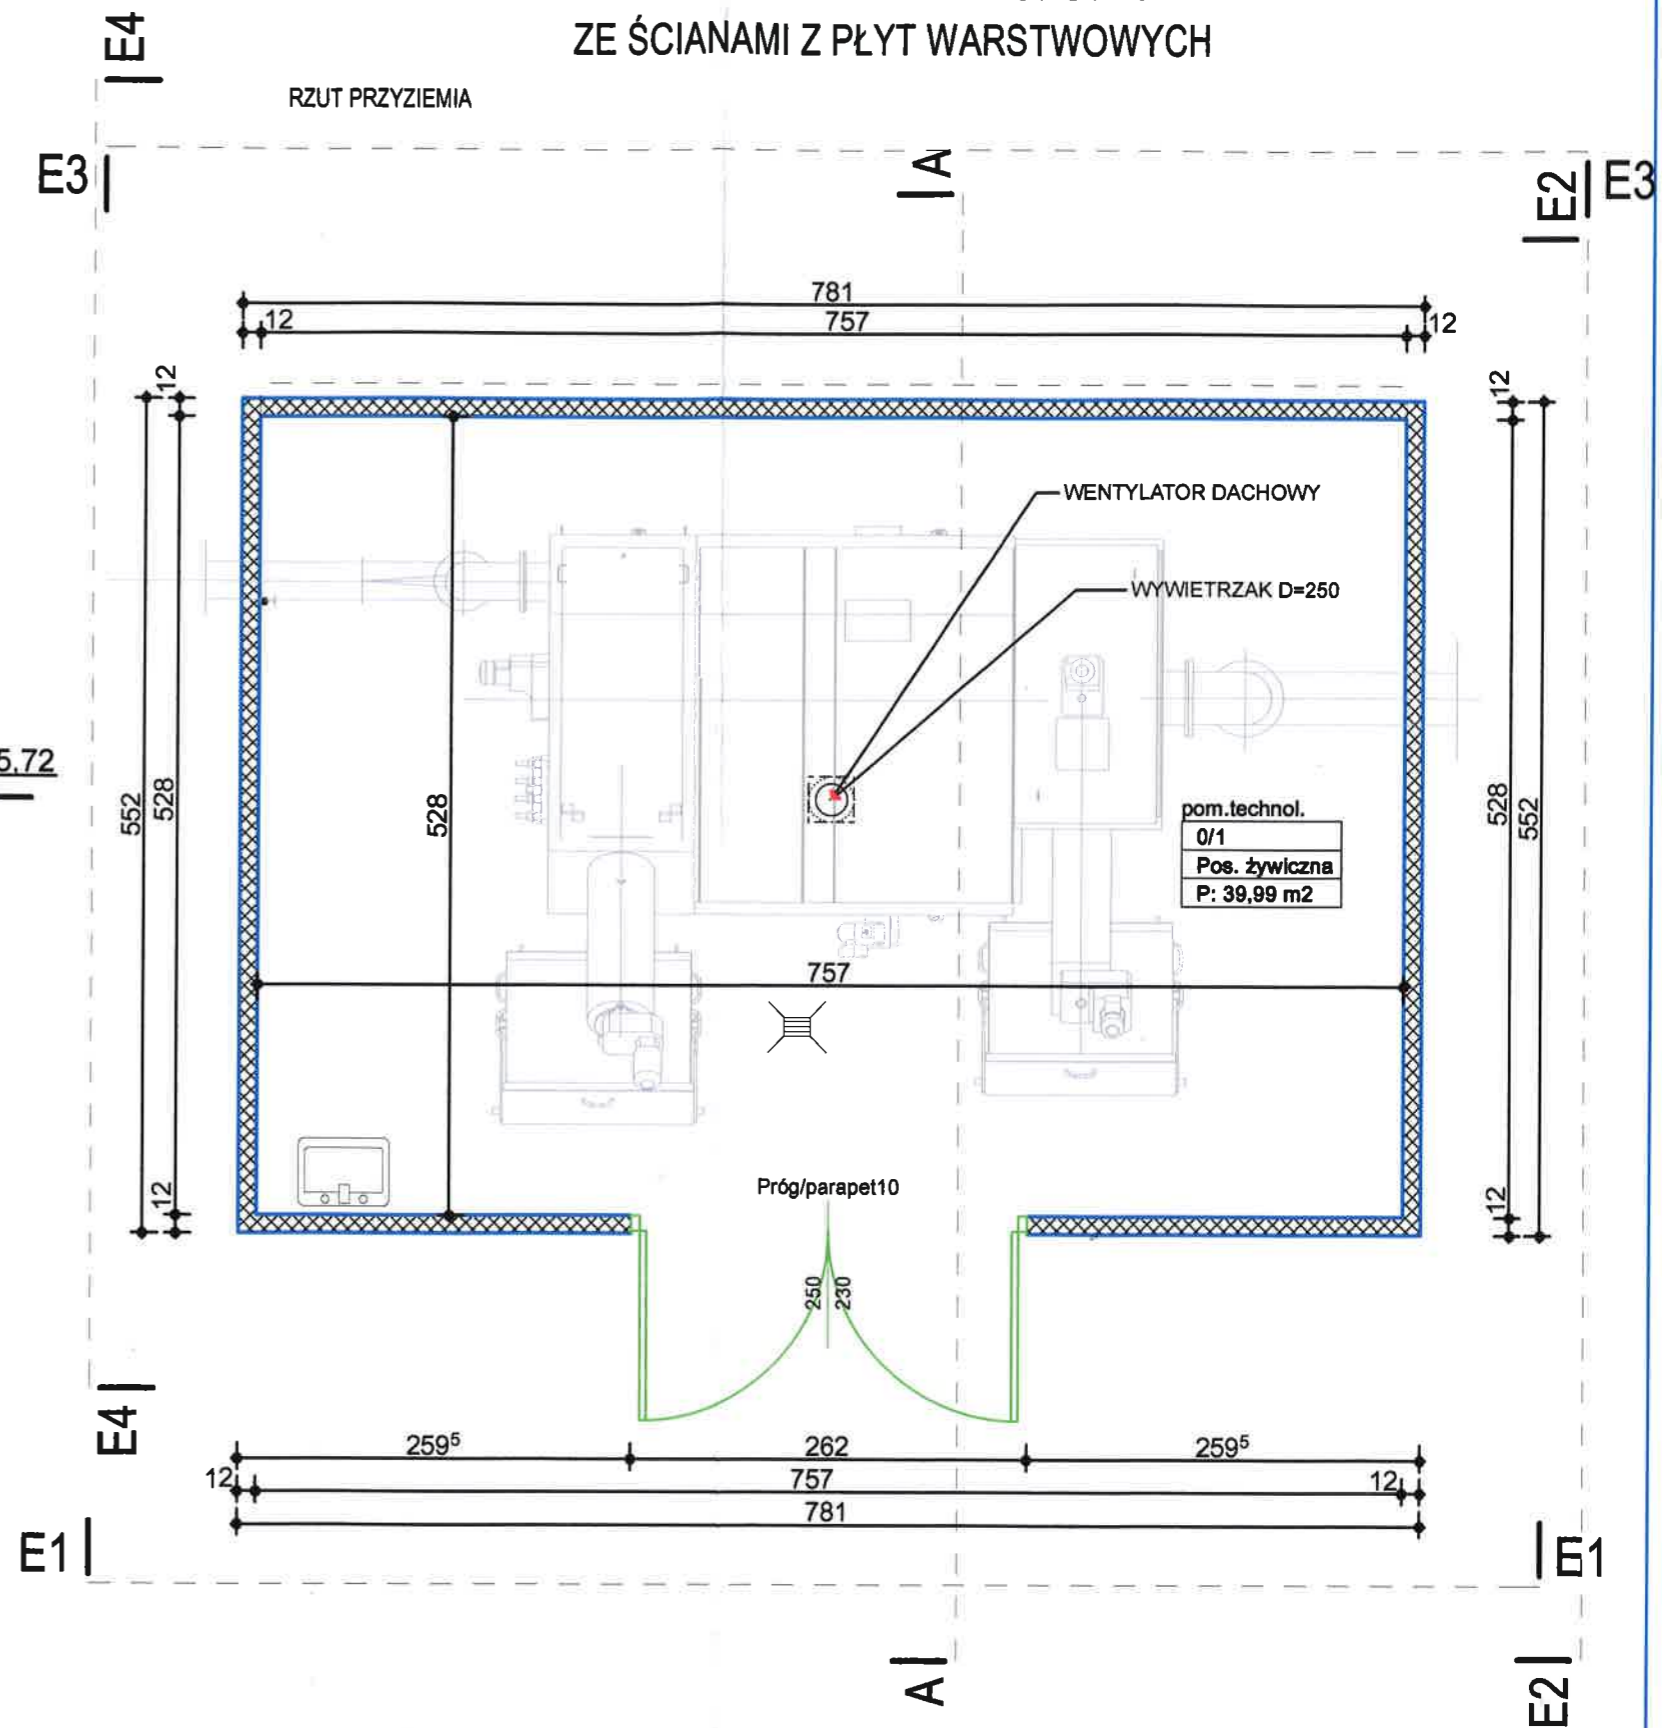 ZE ŚCIANAMI Z PŁYT WARSTWOWYCH
E4
RZUT PRZYZIEMIA
E3
A
E2
E3
781
12
757
12
12
12
WENTYLATOR DACHOWY
WYWIETRZAK D=250
5,72
552
528
528
528
552
pom.technol.
0/1
Pos. żywiczna
P: 39,99 m2
757
12
12
Próg/parapet10
250
230
E4
259⁵
262
259⁵
12
757
12
781
E1
E1
A
E2